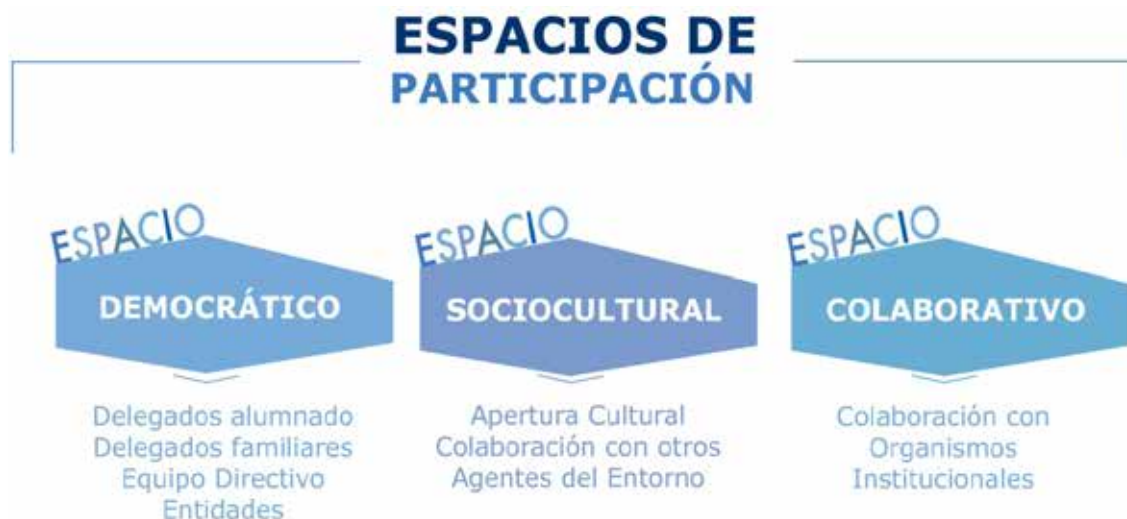 ESPACIOS DE
PARTICIPACIÓN
ESPACIO
DEMOCRÁTICO
Delegados alumnado
Delegados familiares
Equipo Directivo
Entidades
ESPACIO
SOCIOCULTURAL
Apertura Cultural
Colaboración con otros
Agentes del Entorno
ESPACIO
COLABORATIVO
Colaboración con
Organismos
Institucionales